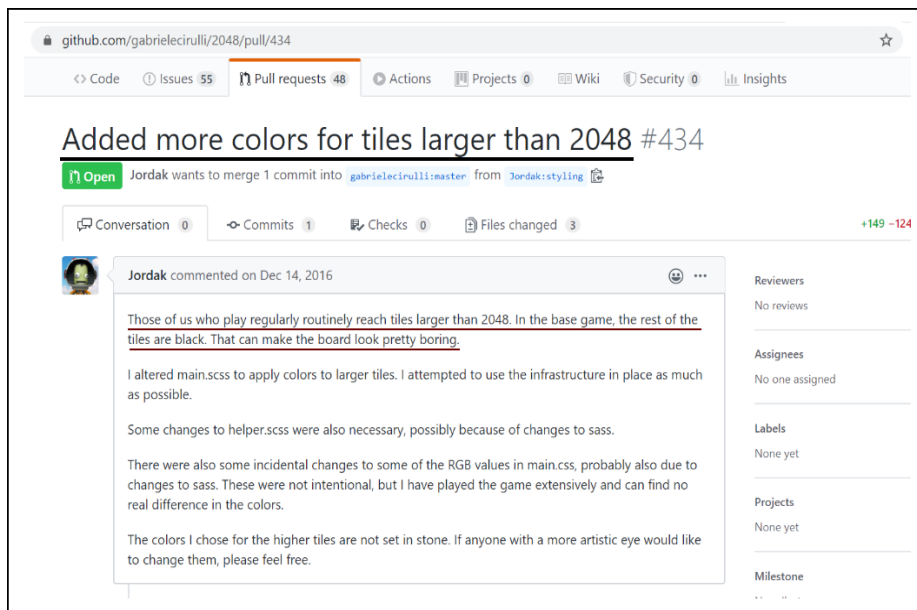 github.com/gabrielecirulli/2048/pull/434
Code Issues 55 Pull requests 48 Actions Projects 0 Wiki Security 0 Insights
Added more colors for tiles larger than 2048 #434
Open Jordak wants to merge 1 commit into gabrielecirulli:master from Jordak:styling
Conversation 0 Commits 1 Checks 0 Files changed 3 +149 −124
Jordak commented on Dec 14, 2016
Those of us who play regularly routinely reach tiles larger than 2048. In the base game, the rest of the
tiles are black. That can make the board look pretty boring.
I altered main.scss to apply colors to larger tiles. I attempted to use the infrastructure in place as much
as possible.
Some changes to helper.scss were also necessary, possibly because of changes to sass.
There were also some incidental changes to some of the RGB values in main.css, probably also due to
changes to sass. These were not intentional, but I have played the game extensively and can find no
real difference in the colors.
The colors I chose for the higher tiles are not set in stone. If anyone with a more artistic eye would like
to change them, please feel free.
Reviewers
No reviews
Assignees
No one assigned
Labels
None yet
Projects
None yet
Milestone